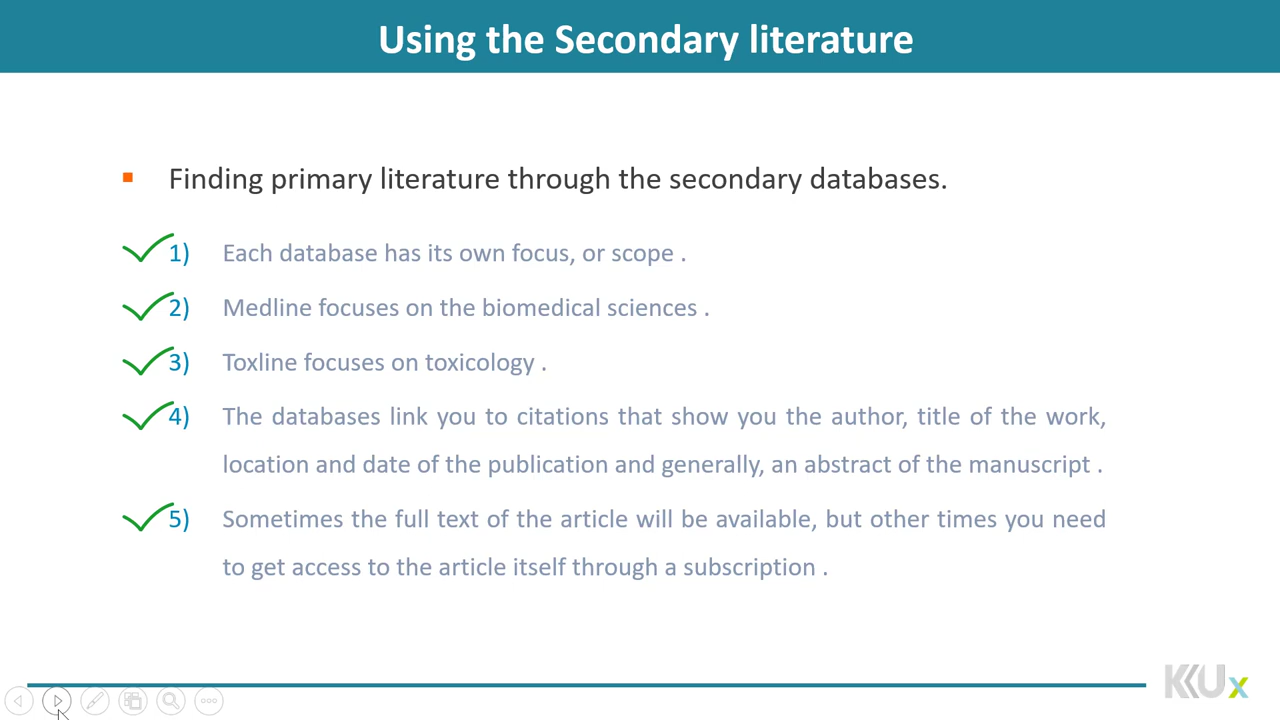 Using the Secondary literature
Finding primary literature through the secondary databases.
1) Each database has its own focus, or scope .
2) Medline focuses on the biomedical sciences .
3) Toxline focuses on toxicology .
4) The databases link you to citations that show you the author, title of the work,
location and date of the publication and generally, an abstract of the manuscript .
5) Sometimes the full text of the article will be available, but other times you need
to get access to the article itself through a subscription .
KKUx